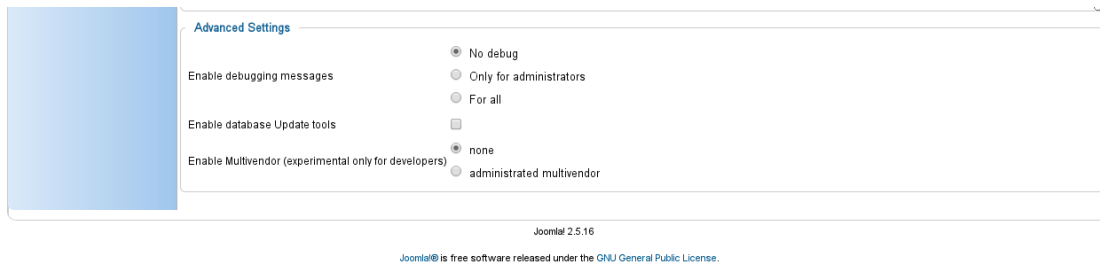 Advanced Settings
No debug
Enable debugging messages
Only for administrators
For all
Enable database Update tools
none
Enable Multivendor (experimental only for developers)
administrated multivendor
Joomla! 2.5.16
Joomla!® is free software released under the GNU General Public License.